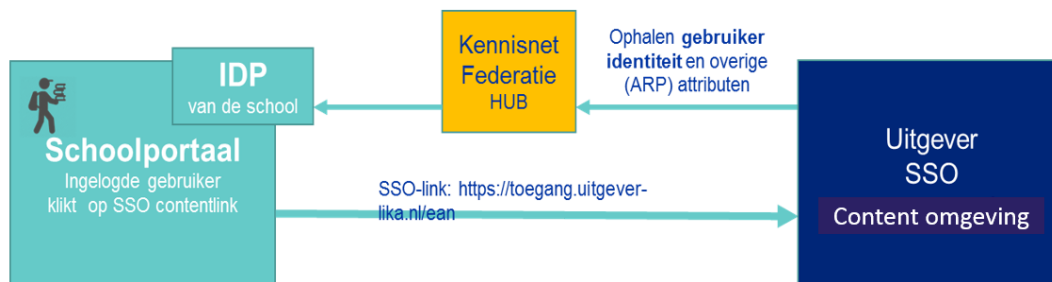 IDP
van de school
Schoolportaal
Ingelogde gebruiker
klikt op SSO contentlink
Kennisnet
Federatie
HUB
Ophalen gebruiker
identiteit en overige
(ARP) attributen
SSO-link: https://toegang.uitgever-
lika.nl/ean
Uitgever
SSO
Content omgeving